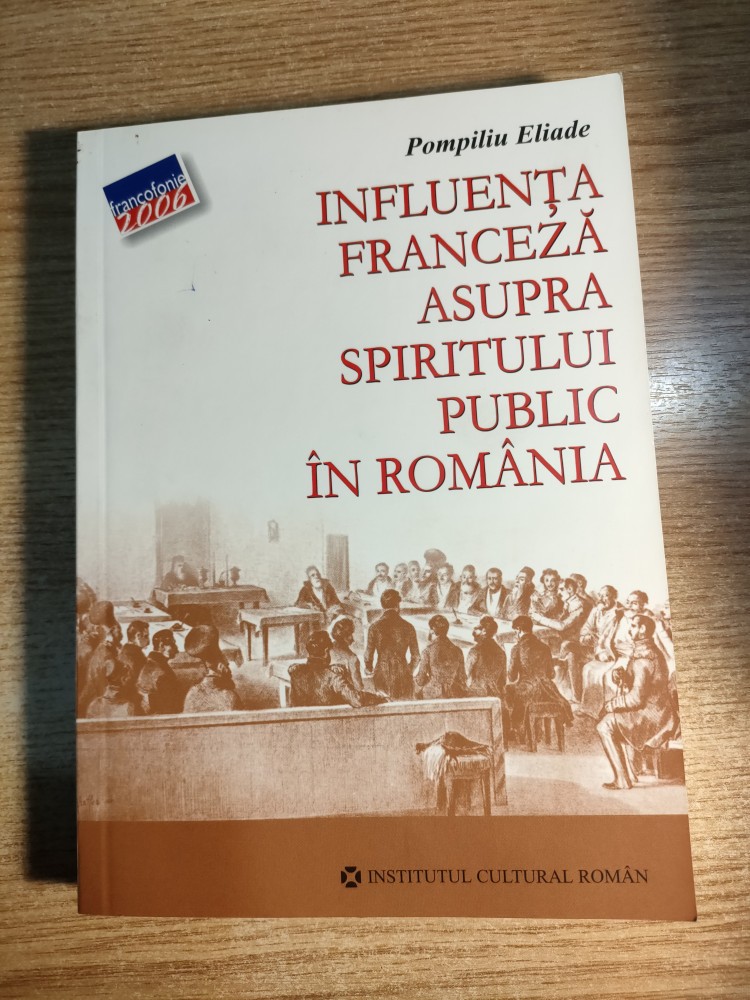 Pompiliu Eliade
francofonie
2006
INFLUENȚA
FRANCEZĂ
ASUPRA
SPIRITULUI
PUBLIC
ÎN ROMÂNIA
INSTITUTUL CULTURAL ROMÂN